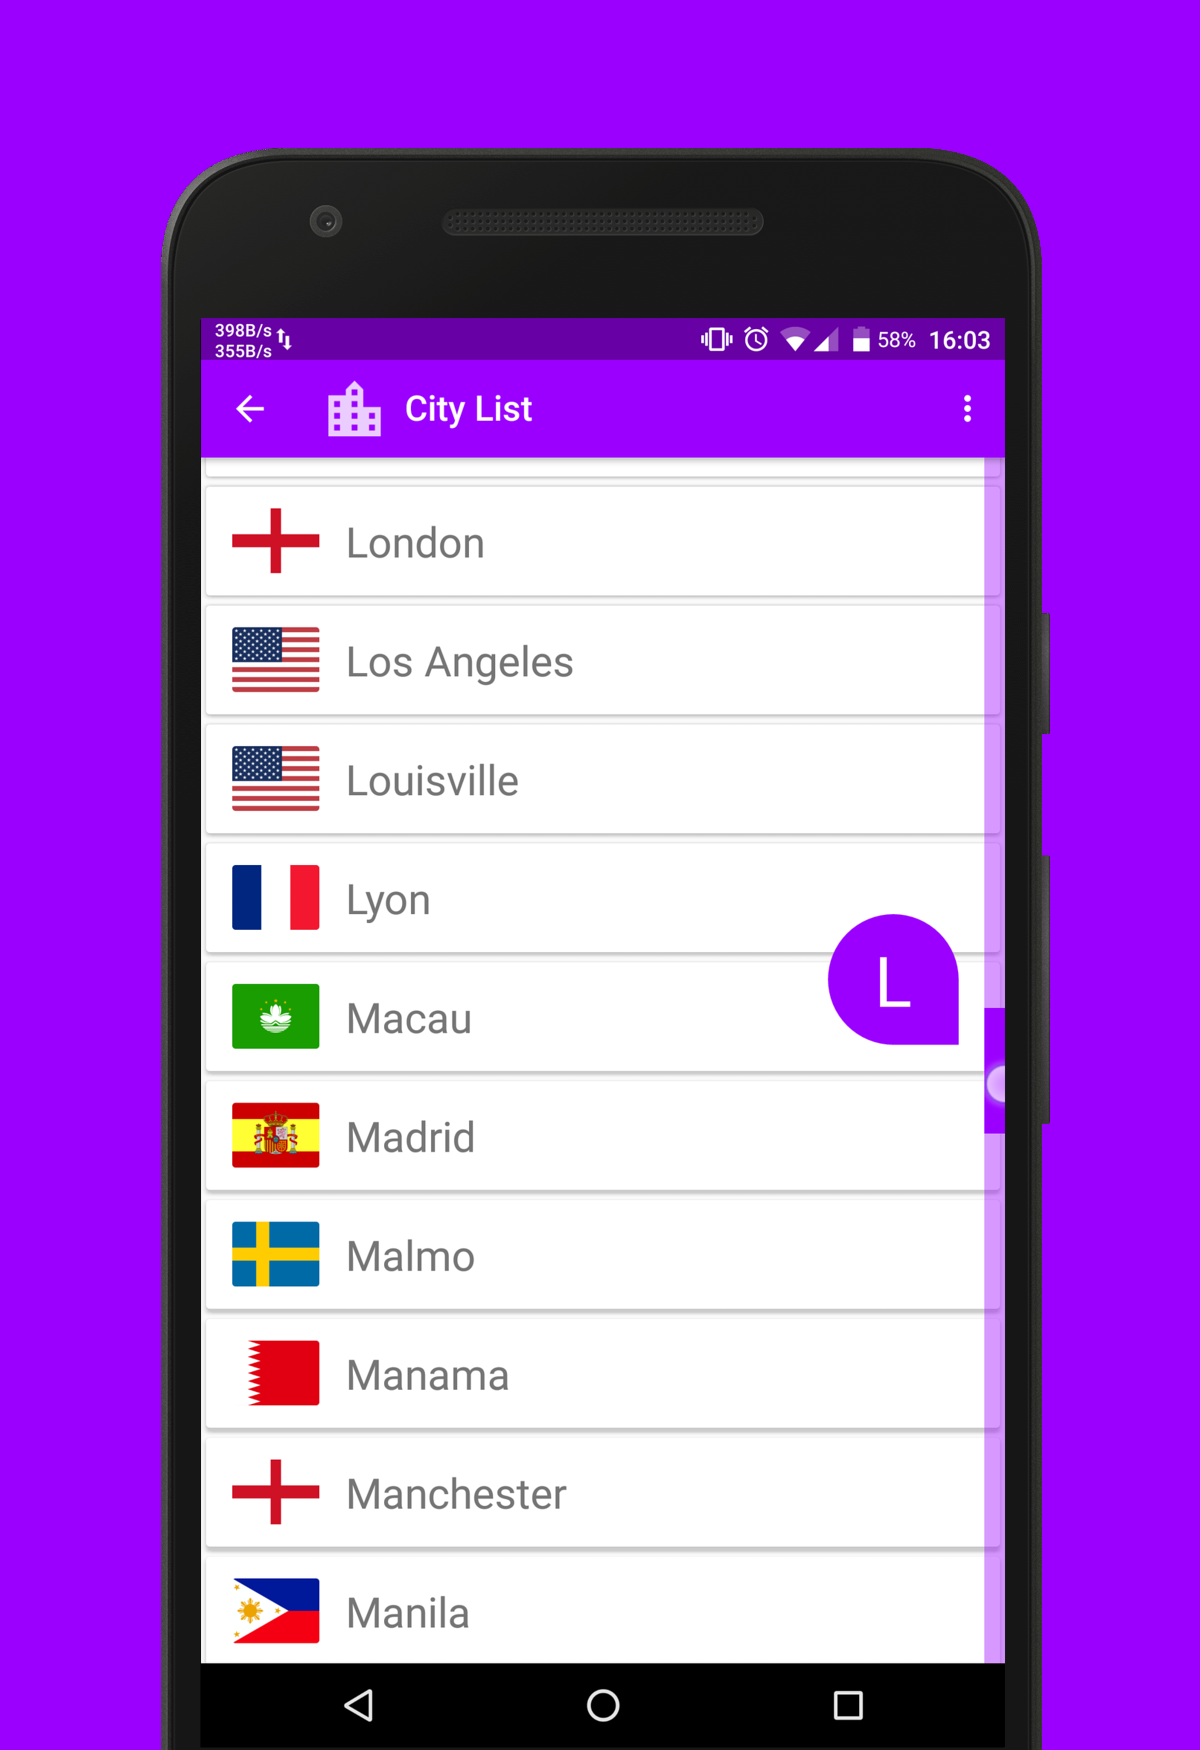 398B/s
355B/s
58% 16:03
City List
London
Los Angeles
Louisville
Lyon
L
Macau
Madrid
Malmo
Manama
Manchester
Manila